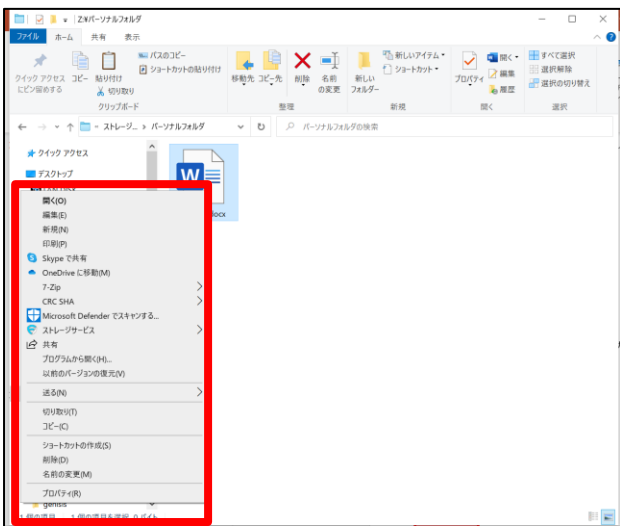 Z:¥パーソナルフォルダ
ファイル ホーム 共有 表示
クイック アクセスにピン留めする
コピー
貼り付け
パスのコピー
ショートカットの貼り付け
切り取り
移動先
コピー先
削除
名前の変更
新しいフォルダー
新しいアイテム
ショートカット
プロパティ
開く
編集
履歴
すべて選択
選択解除
選択の切り替え
クリップボード 整理 新規 開く 選択
ストレージ... パーソナルフォルダ
パーソナルフォルダの検索
クイック アクセス
デスクトップ
W
docx
開く(O)
編集(E)
新規(N)
印刷(P)
Skype で共有
OneDrive に移動(M)
7-Zip
CRC SHA
Microsoft Defender でスキャンする...
ストレージサービス
共有
プログラムから開く(H)...
以前のバージョンの復元(V)
送る(N)
切り取り(T)
コピー(C)
ショートカットの作成(S)
削除(D)
名前の変更(M)
プロパティ(R)
genisis